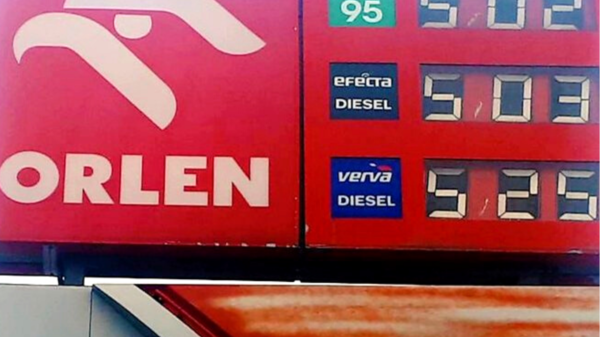 95 5,02
efecta DIESEL 5,03
verva DIESEL 5,25
ORLEN